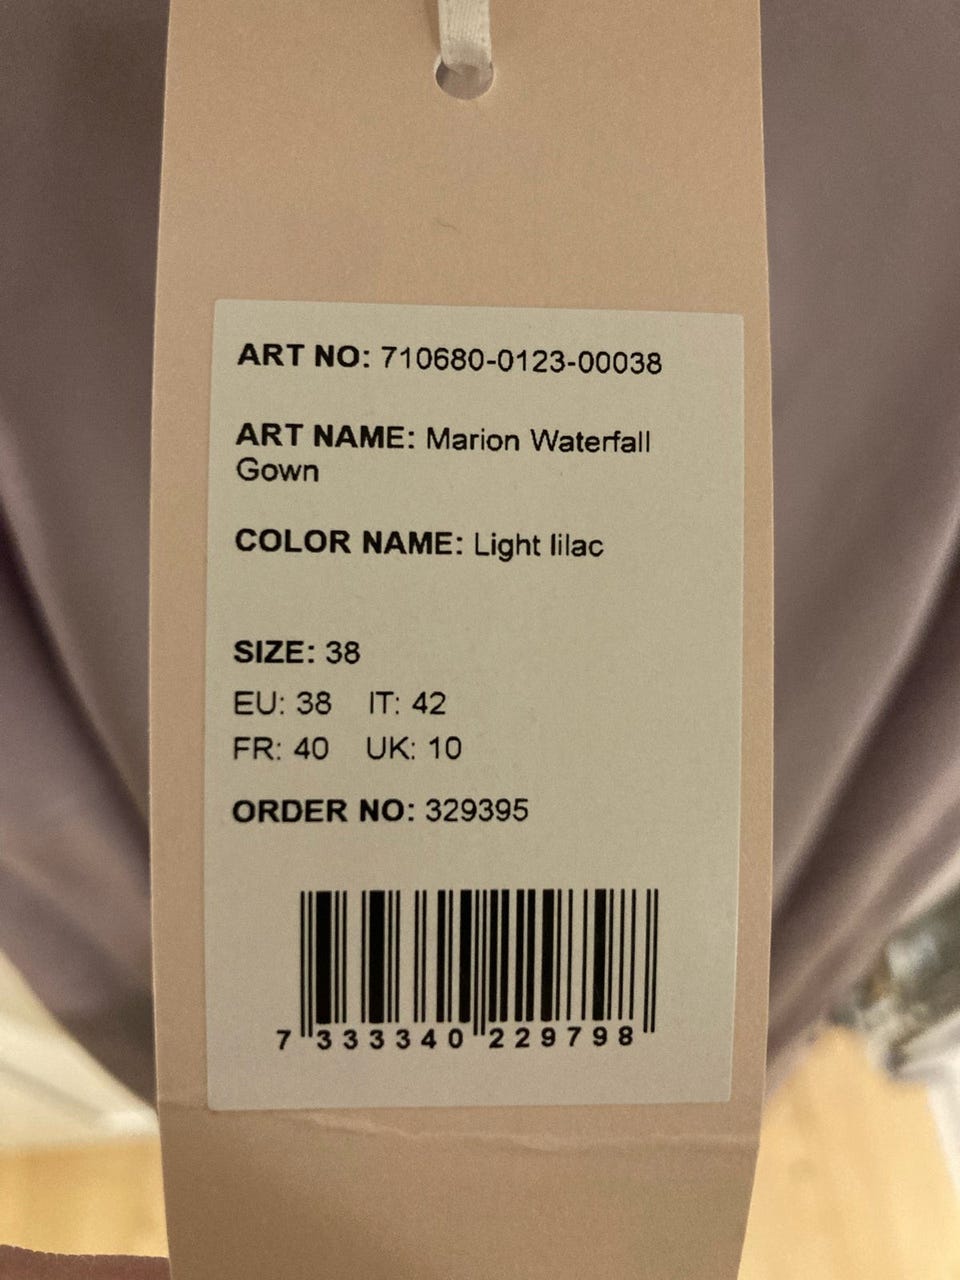 ART NO: 710680-0123-00038
ART NAME: Marion Waterfall
Gown
COLOR NAME: Light lilac
SIZE: 38
EU: 38 IT: 42
FR: 40 UK: 10
ORDER NO: 329395
7 333340 229798